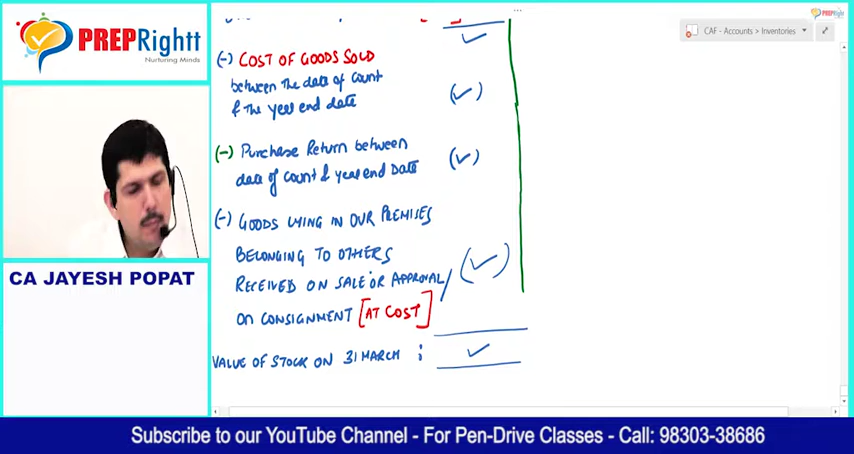 PREPRightt
Nurturing Minds
PREPRightt
CAF - Accounts > Inventories
(-) COST OF GOODS SOLD
between the date of count
& the year end date
(-) Purchase Return between
date of count & year end Date
(-) GOODS LYING IN OUR PREMISES
BELONGING TO OTHERS
RECEIVED ON SALE OR APPROVAL/
ON CONSIGNMENT [AT COST]
VALUE OF STOCK ON 31 MARCH :
CA JAYESH POPAT
Subscribe to our YouTube Channel - For Pen-Drive Classes - Call: 98303-38686